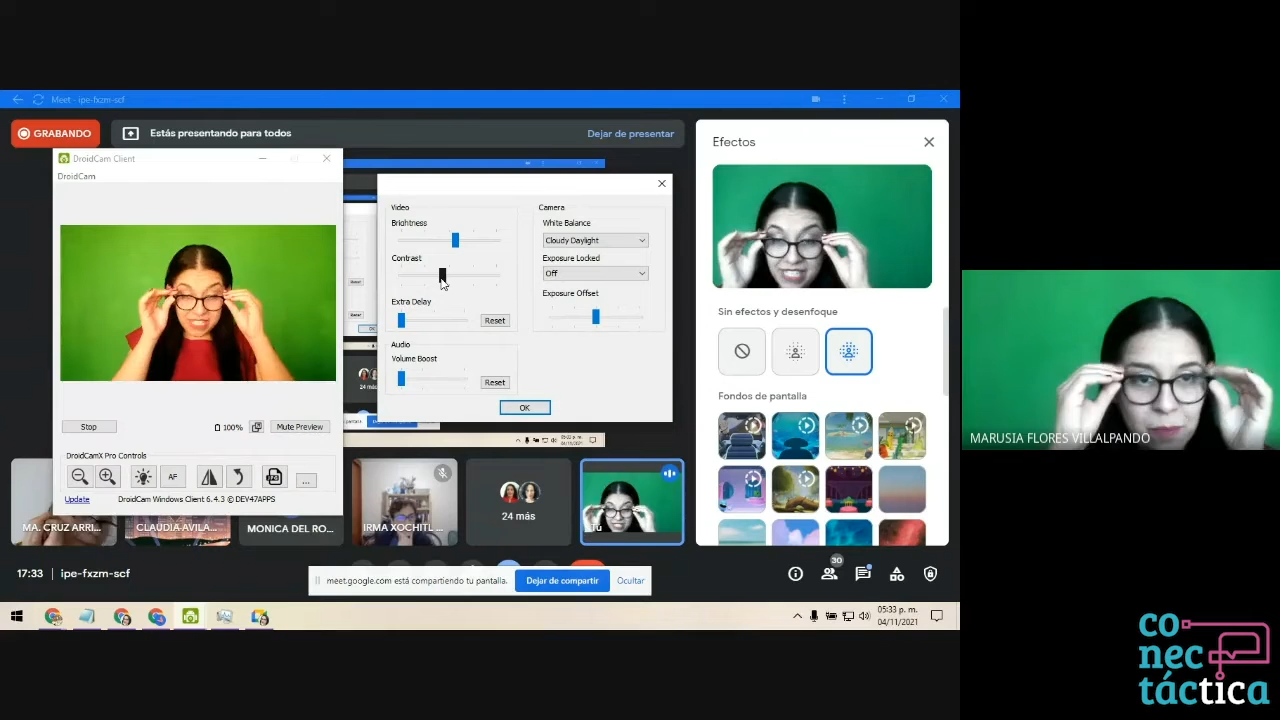 Meet - ipe-fxzm-scf
GRABANDO
Estás presentando para todos
Dejar de presentar
DroidCam Client
DroidCam
Stop
100%
Mute Preview
DroidCamX Pro Controls
AF
JPG
...
Update
DroidCam Windows Client 6.4.3 © DEV47APPS
Video
Brightness
Contrast
Extra Delay
Reset
Audio
Volume Boost
Reset
OK
Camera
White Balance
Cloudy Daylight
Exposure Locked
Off
Exposure Offset
24 más
Efectos
Sin efectos y desenfoque
Fondos de pantalla
MA. CRUZ ARRI...
CLAUDIA AVILA...
MONICA DEL RO...
IRMA XOCHITL ...
24 más
Tú
17:33 | ipe-fxzm-scf
meet.google.com está compartiendo tu pantalla.
Dejar de compartir
Ocultar
30
05:33 p. m.
04/11/2021
MARUSIA FLORES VILLALPANDO
co
nec
táctica